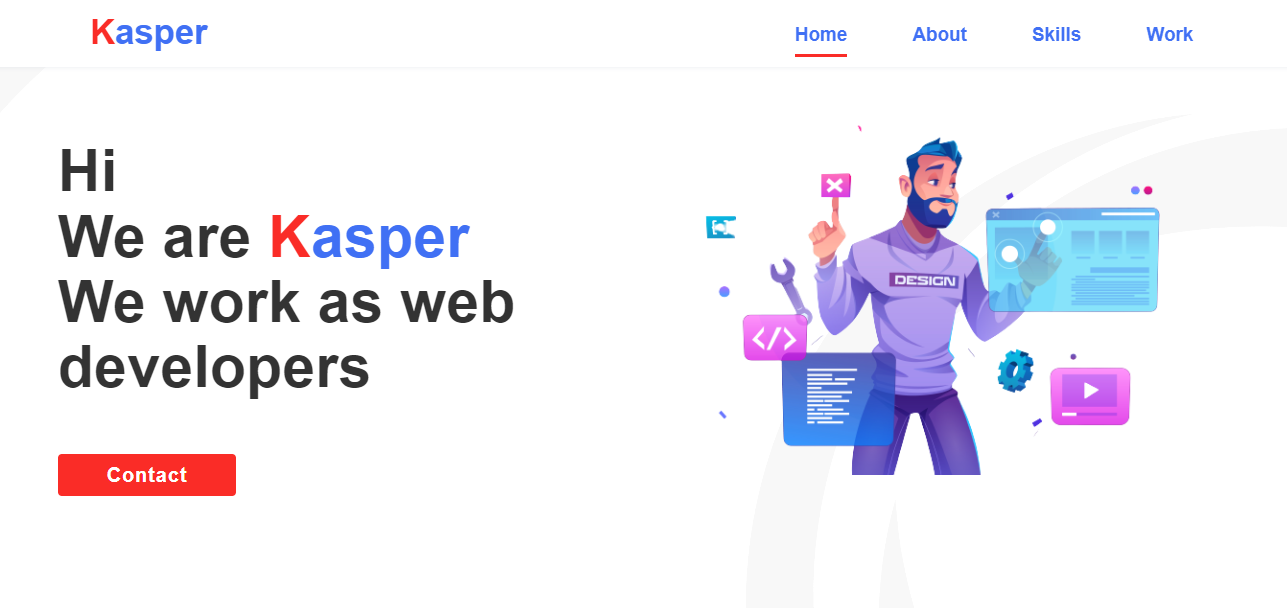 Kasper
Home About Skills Work
Hi
We are Kasper
We work as web
developers
DESIGN
</>
Contact